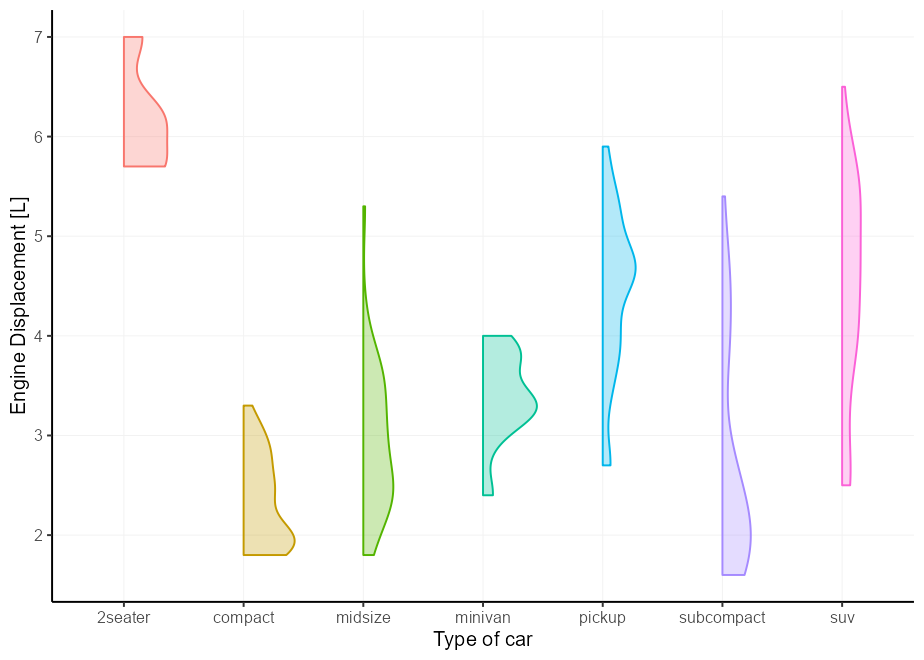 Engine Displacement [L]
7
6
5
4
3
2
2seater compact midsize minivan pickup subcompact suv
Type of car